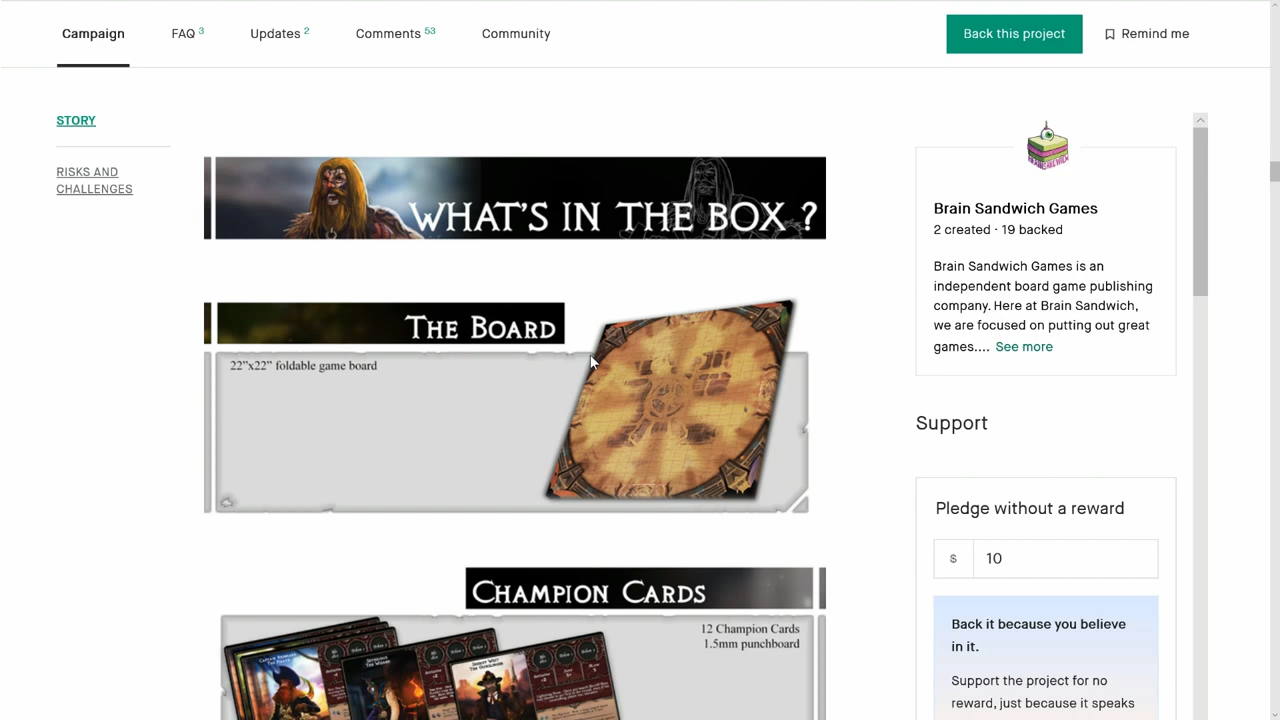 Campaign
FAQ 3
Updates 2
Comments 53
Community
Back this project
Remind me
STORY
RISKS AND
CHALLENGES
WHAT'S IN THE BOX ?
THE BOARD
22”x22” foldable game board
CHAMPION CARDS
12 Champion Cards
1.5mm punchboard
Brain Sandwich Games
2 created · 19 backed
Brain Sandwich Games is an
independent board game publishing
company. Here at Brain Sandwich,
we are focused on putting out great
games.... See more
Support
Pledge without a reward
$ 10
Back it because you believe
in it.
Support the project for no
reward, just because it speaks